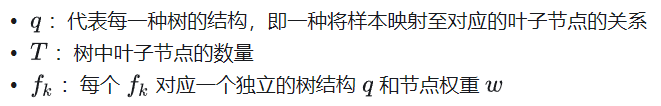 • q：代表每一种树的结构，即一种将样本映射至对应的叶子节点的关系
• T：树中叶子节点的数量
• fₖ：每个 fₖ 对应一个独立的树结构 q 和节点权重 w